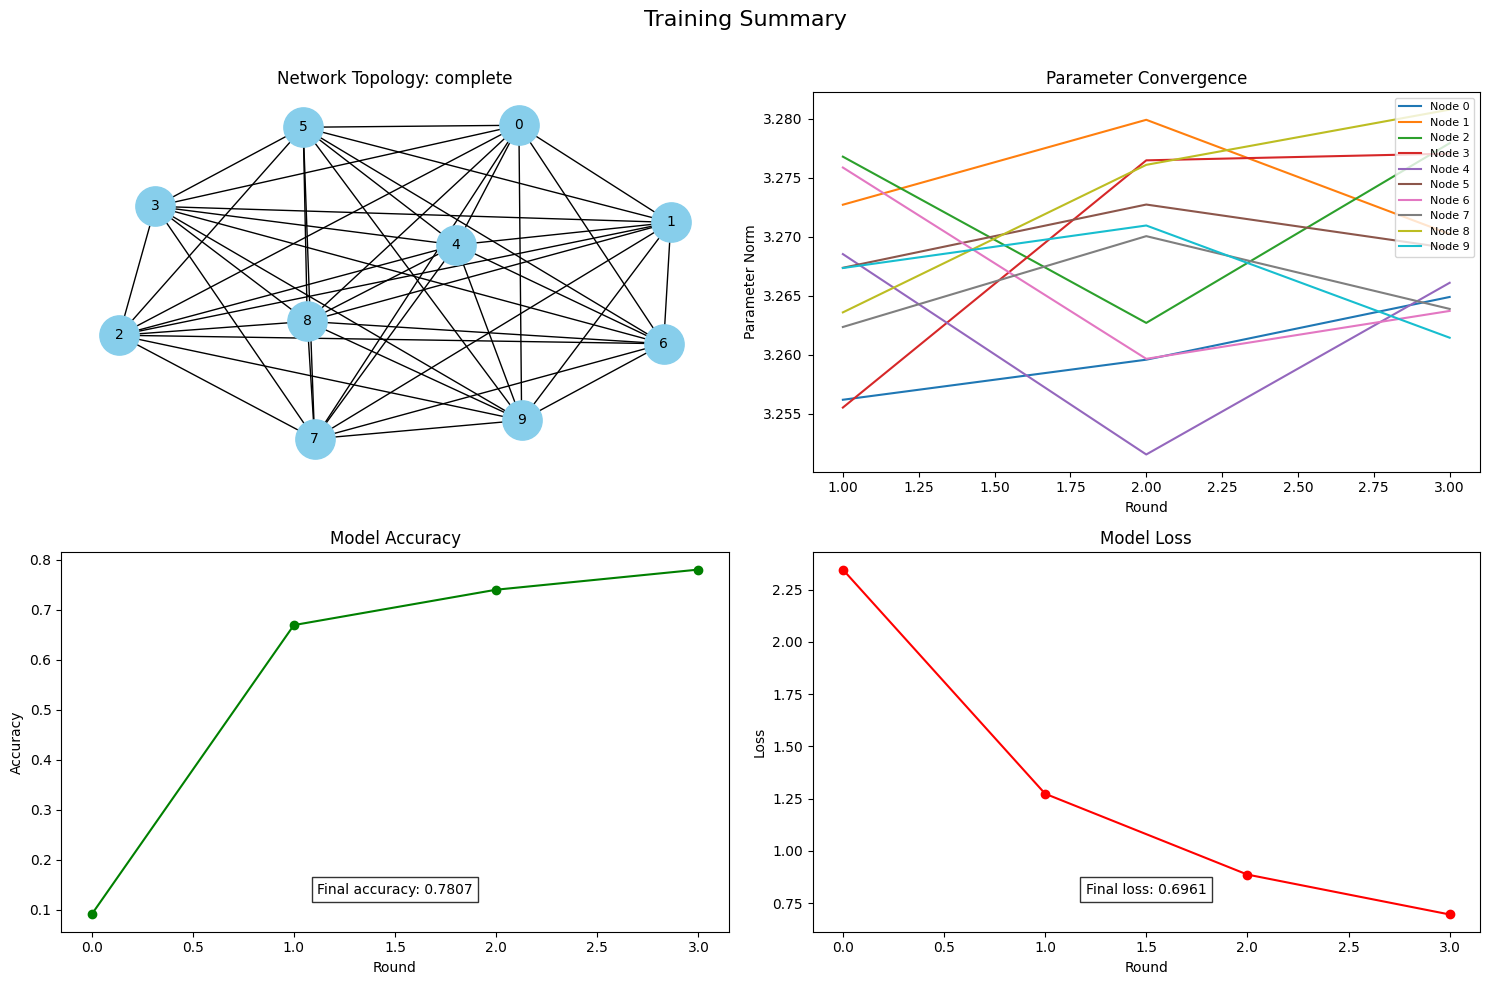 Training Summary
Network Topology: complete
5
0
3
1
4
8
2
6
9
7
Parameter Convergence
Parameter Norm
3.280
3.275
3.270
3.265
3.260
3.255
Node 0
Node 1
Node 2
Node 3
Node 4
Node 5
Node 6
Node 7
Node 8
Node 9
1.00 1.25 1.50 1.75 2.00 2.25 2.50 2.75 3.00
Round
Model Accuracy
Accuracy
0.8
0.7
0.6
0.5
0.4
0.3
0.2
0.1
Final accuracy: 0.7807
0.0 0.5 1.0 1.5 2.0 2.5 3.0
Round
Model Loss
Loss
2.25
2.00
1.75
1.50
1.25
1.00
0.75
Final loss: 0.6961
0.0 0.5 1.0 1.5 2.0 2.5 3.0
Round